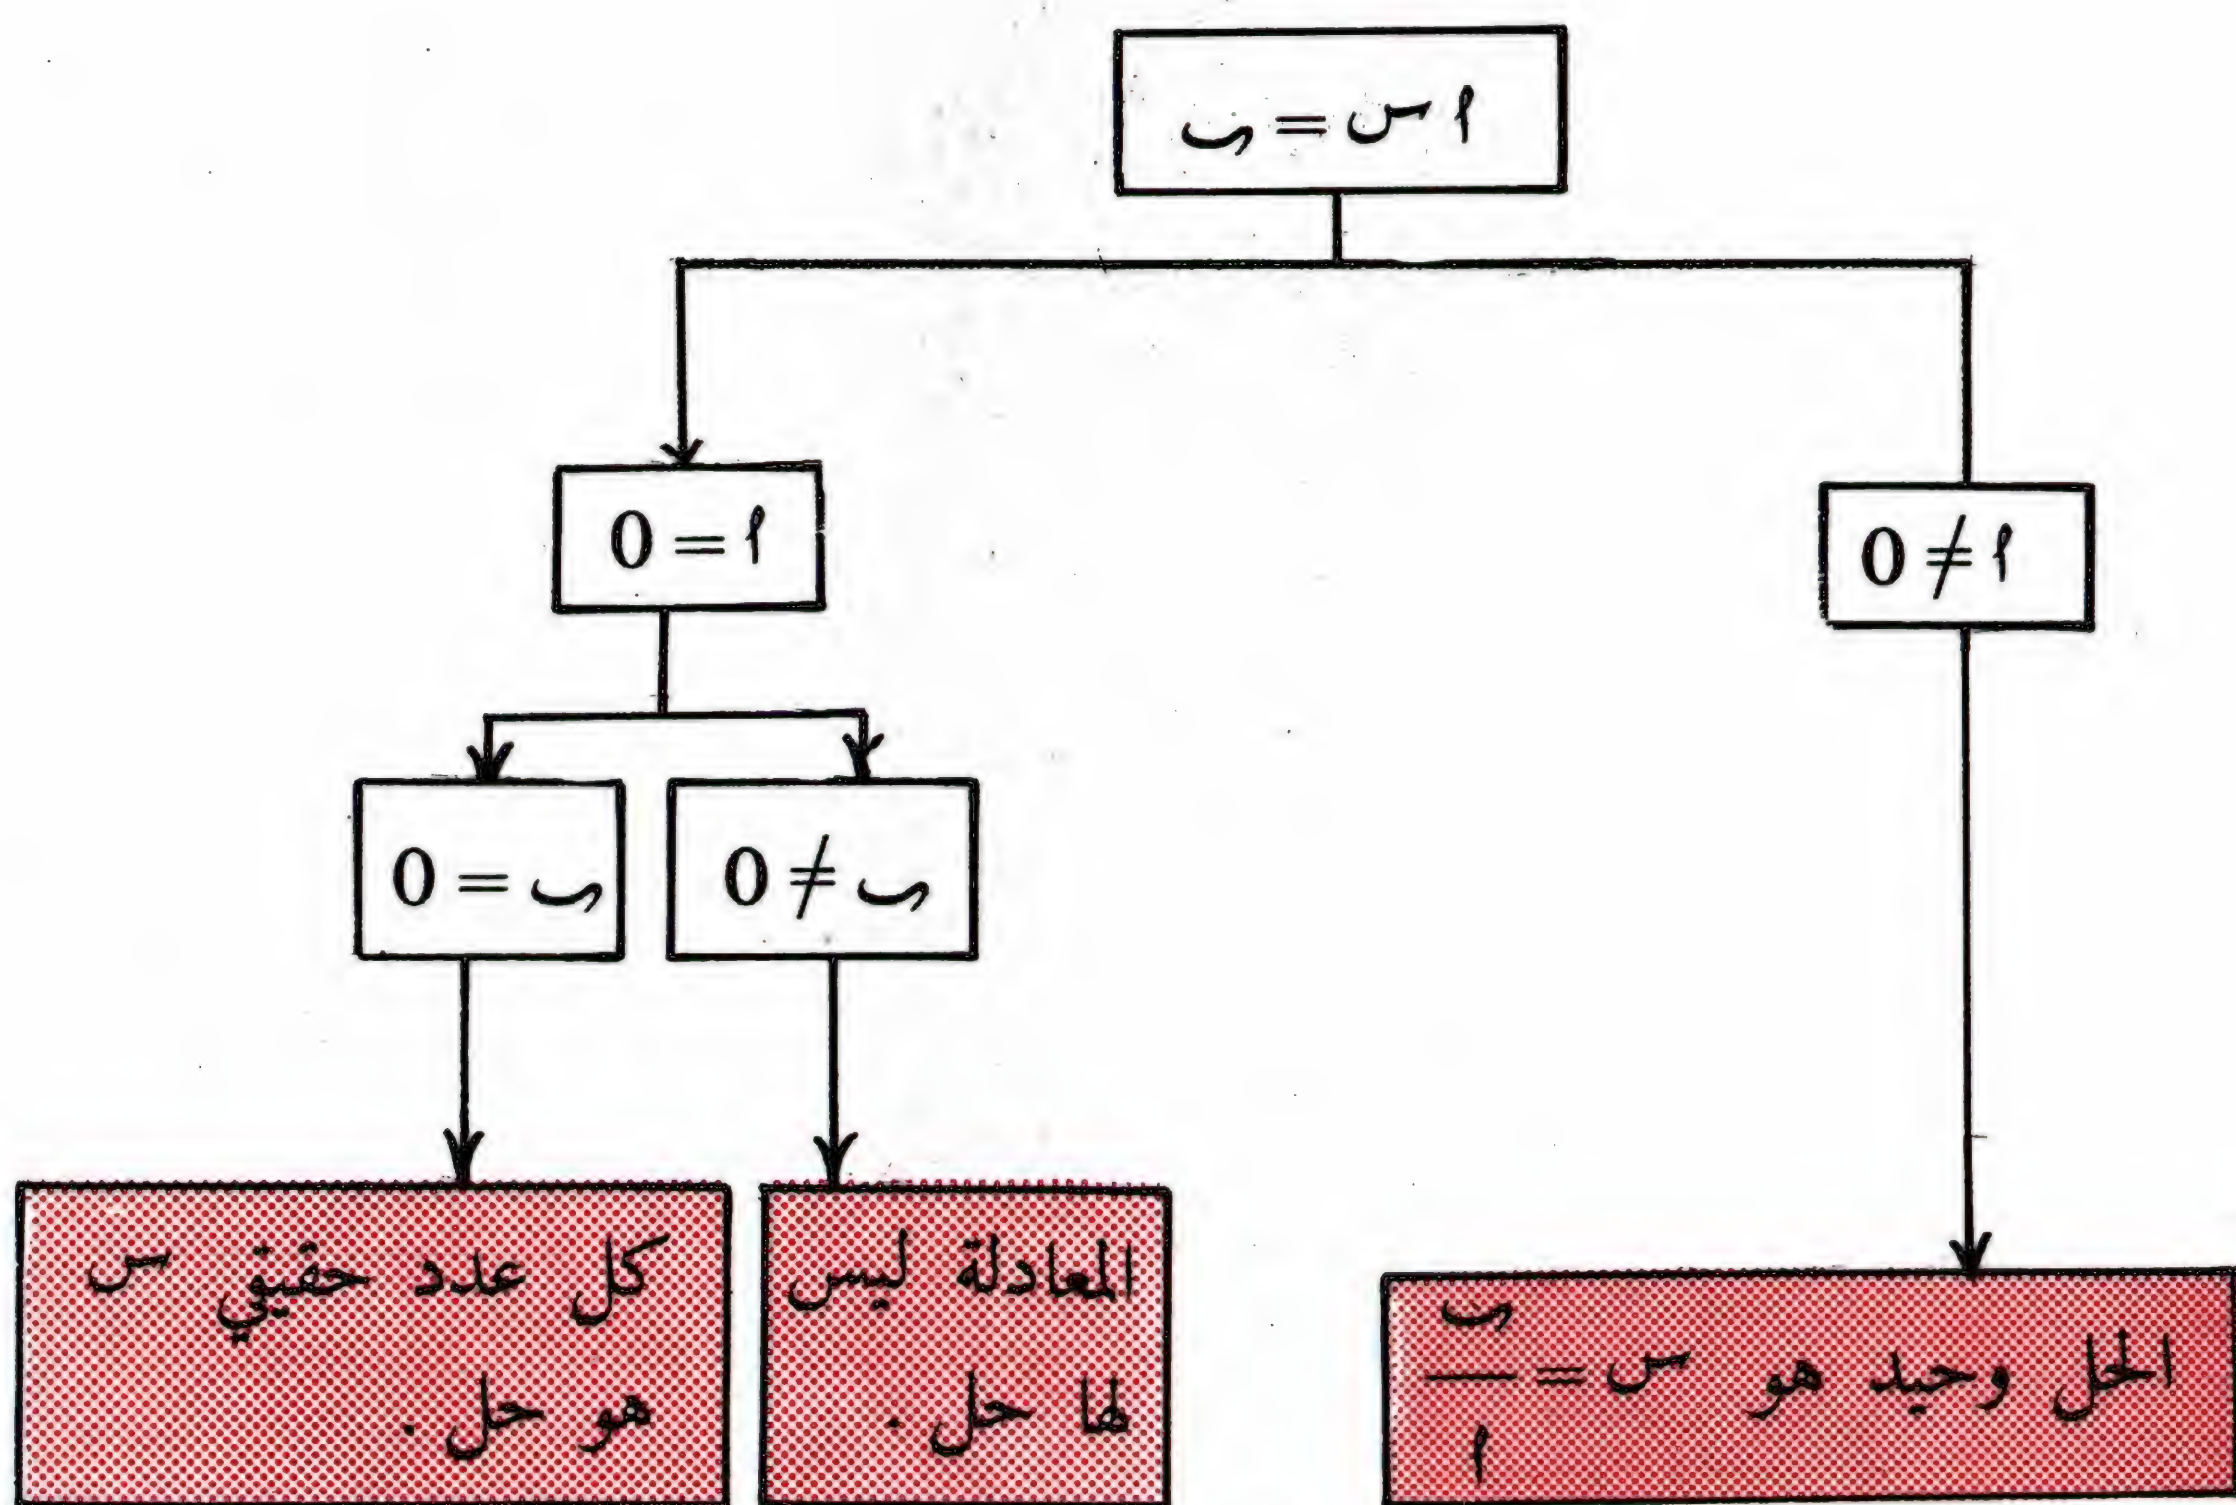 ا س = ب
ا ≠ 0
ا = 0
ب ≠ 0
ب = 0
الحل وحيد هو س = ب / ا
المعادلة ليس
لها حل .
كل عدد حقيقي س
هو حل .